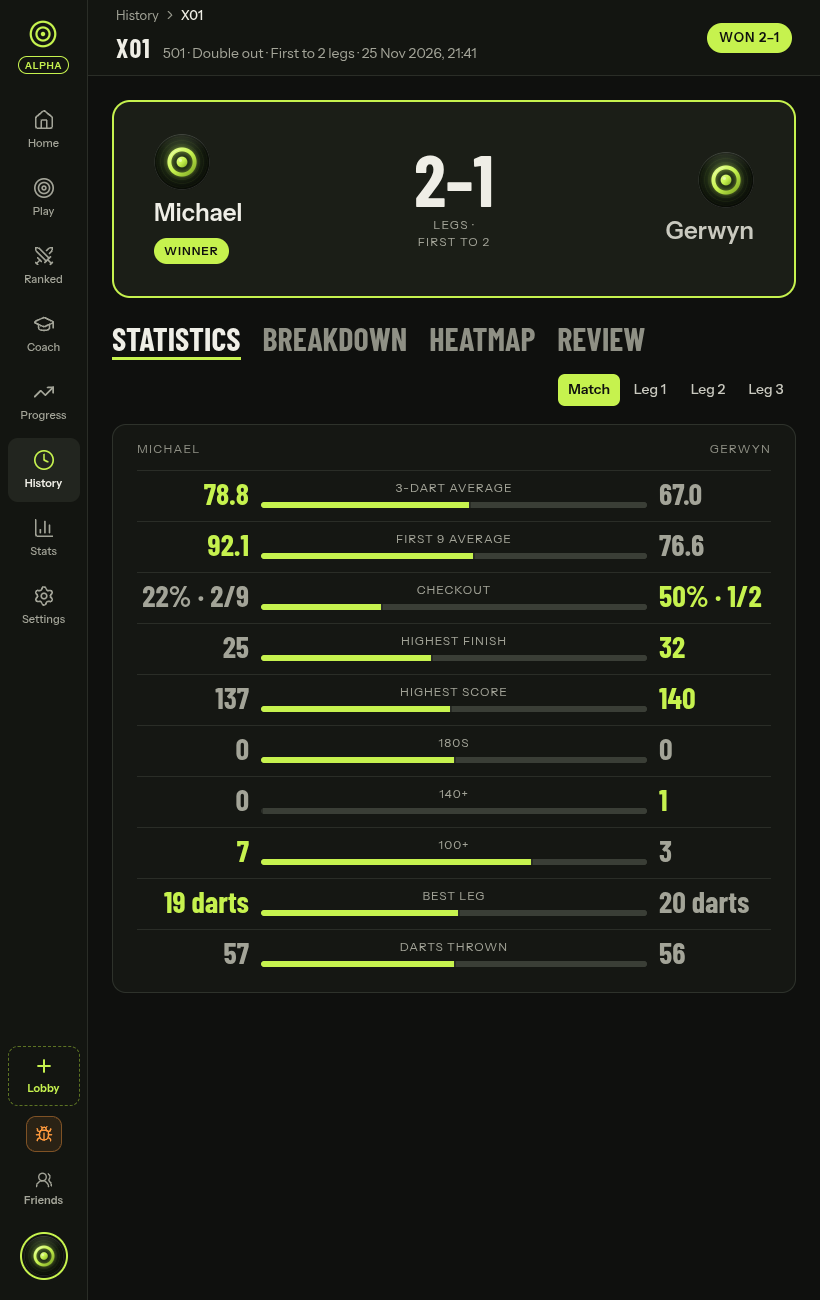 ALPHA
Home
Play
Ranked
Coach
Progress
History
Stats
Settings
Lobby
Friends
History > X01
X01 501 · Double out · First to 2 legs · 25 Nov 2026, 21:41
WON 2–1
Michael
WINNER
2–1
LEGS ·
FIRST TO 2
Gerwyn
STATISTICS BREAKDOWN HEATMAP REVIEW
Match Leg 1 Leg 2 Leg 3
MICHAEL GERWYN
78.8 3-DART AVERAGE 67.0
92.1 FIRST 9 AVERAGE 76.6
22% · 2/9 CHECKOUT 50% · 1/2
25 HIGHEST FINISH 32
137 HIGHEST SCORE 140
0 180S 0
0 140+ 1
7 100+ 3
19 darts BEST LEG 20 darts
57 DARTS THROWN 56